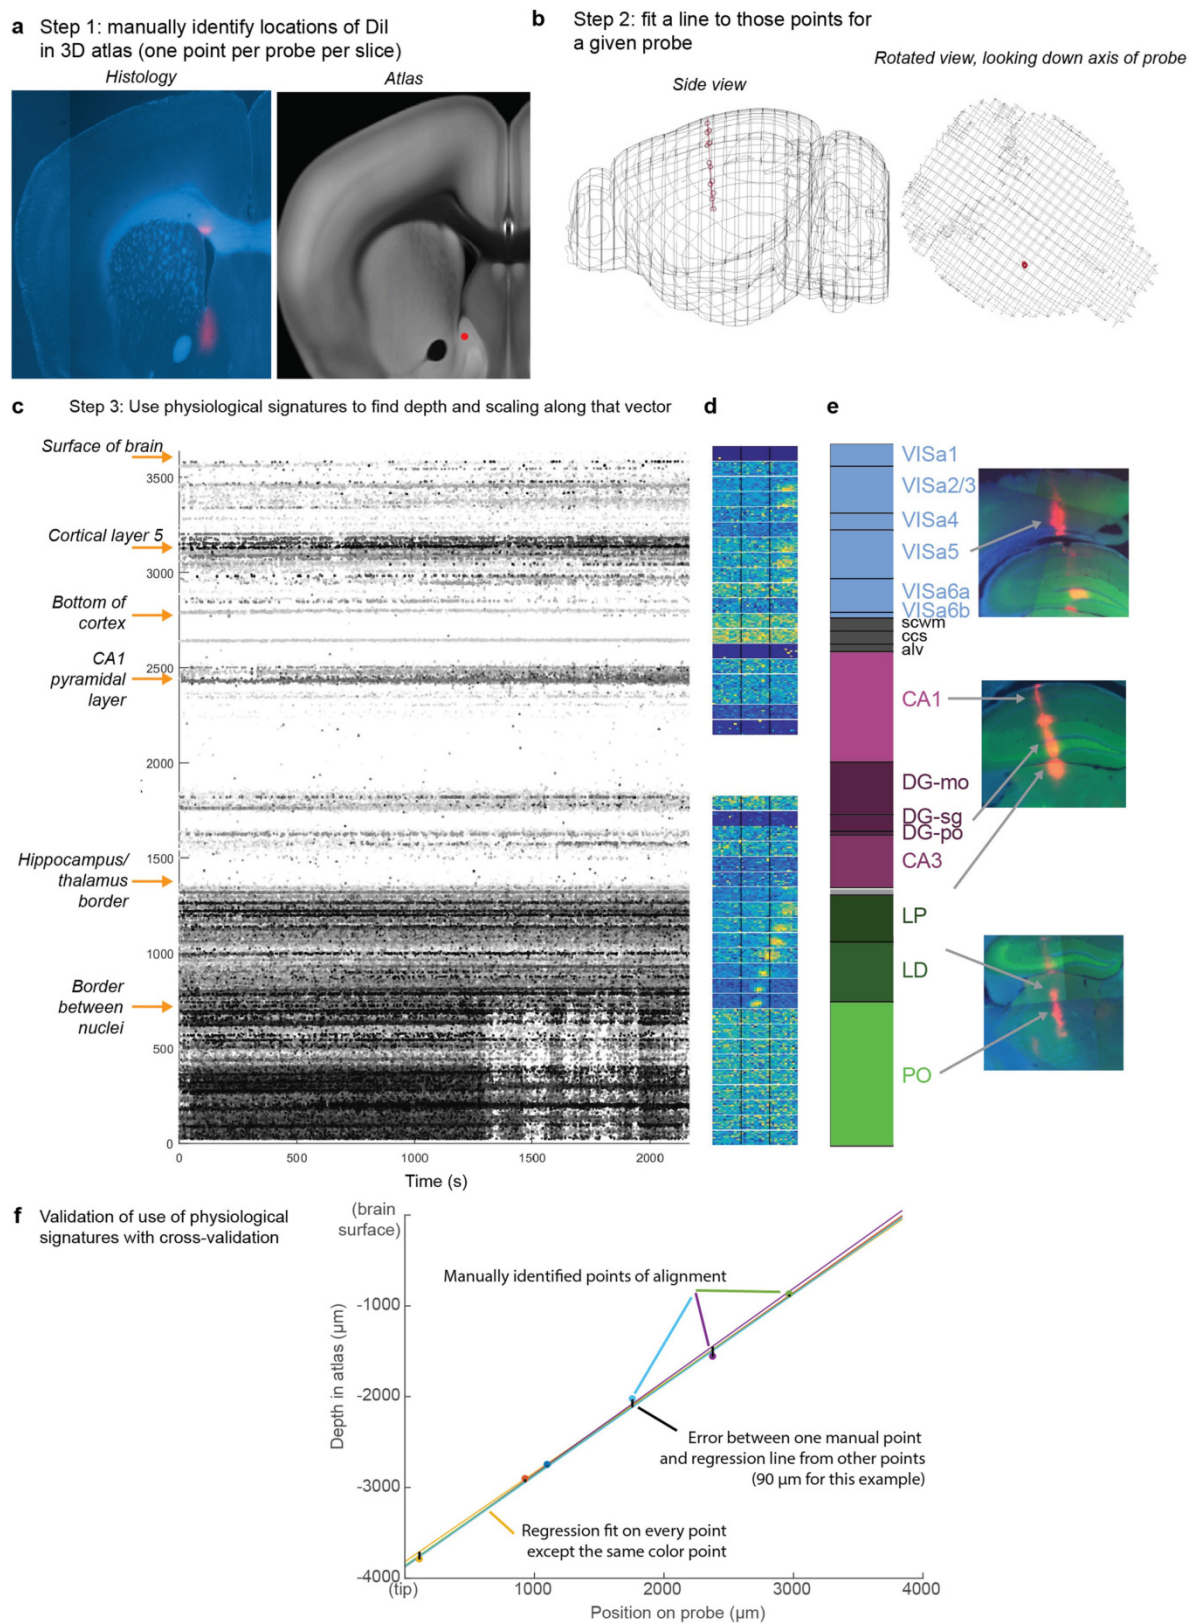 a Step 1: manually identify locations of DiI
in 3D atlas (one point per probe per slice)
Histology
Atlas
b Step 2: fit a line to those points for
a given probe
Side view
Rotated view, looking down axis of probe
c Step 3: Use physiological signatures to find depth and scaling along that vector
Surface of brain
Cortical layer 5
Bottom of
cortex
CA1
pyramidal
layer
Hippocampus/
thalamus
border
Border
between
nuclei
3500
3000
2500
2000
1500
1000
500
0
0
500
1000
1500
2000
Time (s)
d
e
VISa1
VISa2/3
VISa4
VISa5
VISa6a
VISa6b
scwm
ccs
alv
CA1
DG-mo
DG-sg
DG-po
CA3
LP
LD
PO
f Validation of use of physiological
signatures with cross-validation
(brain
surface)
-1000
-2000
-3000
-4000
(tip)
Depth in atlas (µm)
Manually identified points of alignment
Error between one manual point
and regression line from other points
(90 µm for this example)
Regression fit on every point
except the same color point
1000
2000
3000
4000
Position on probe (µm)